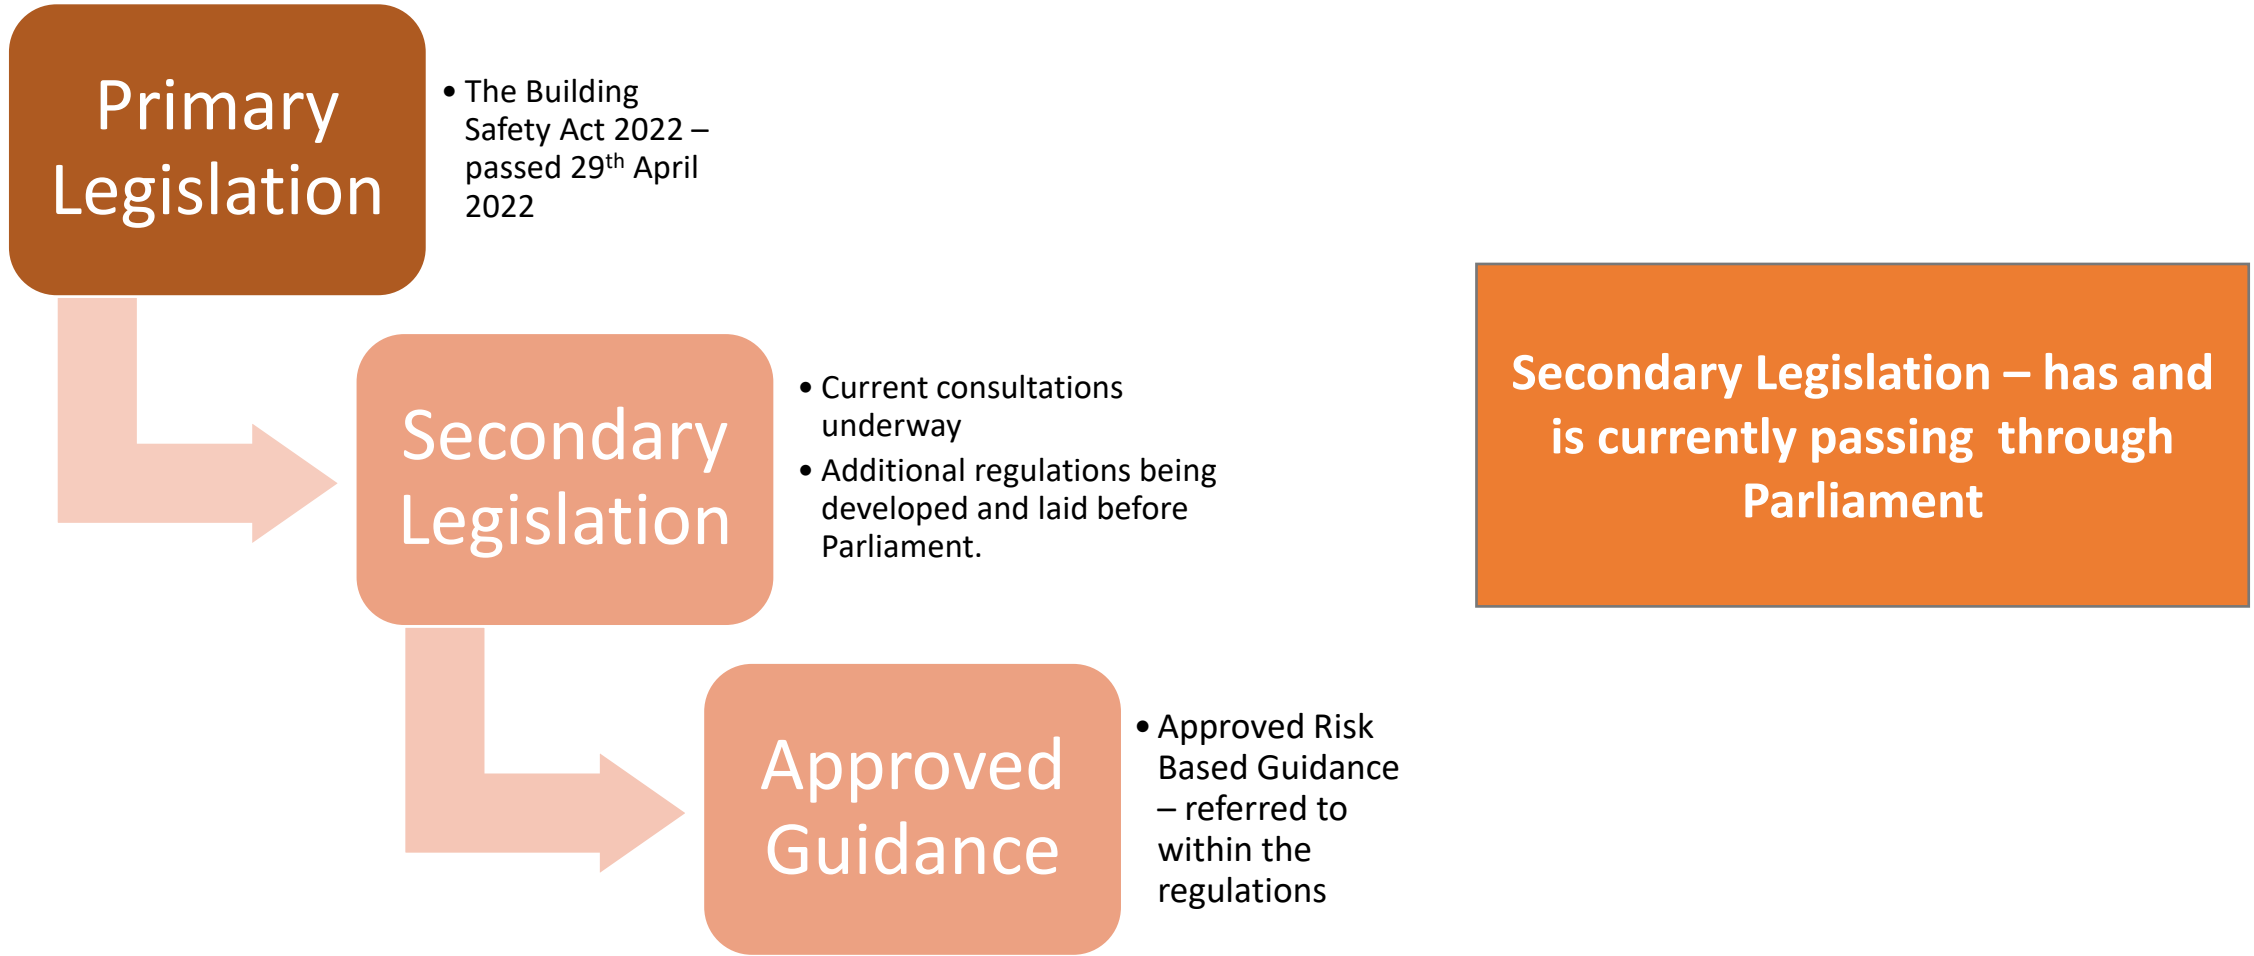 Primary
Legislation
• The Building
Safety Act 2022 –
passed 29th April
2022
Secondary
Legislation
• Current consultations
underway
• Additional regulations being
developed and laid before
Parliament.
Secondary Legislation – has and
is currently passing  through
Parliament
Approved
Guidance
• Approved Risk
Based Guidance
– referred to
within the
regulations